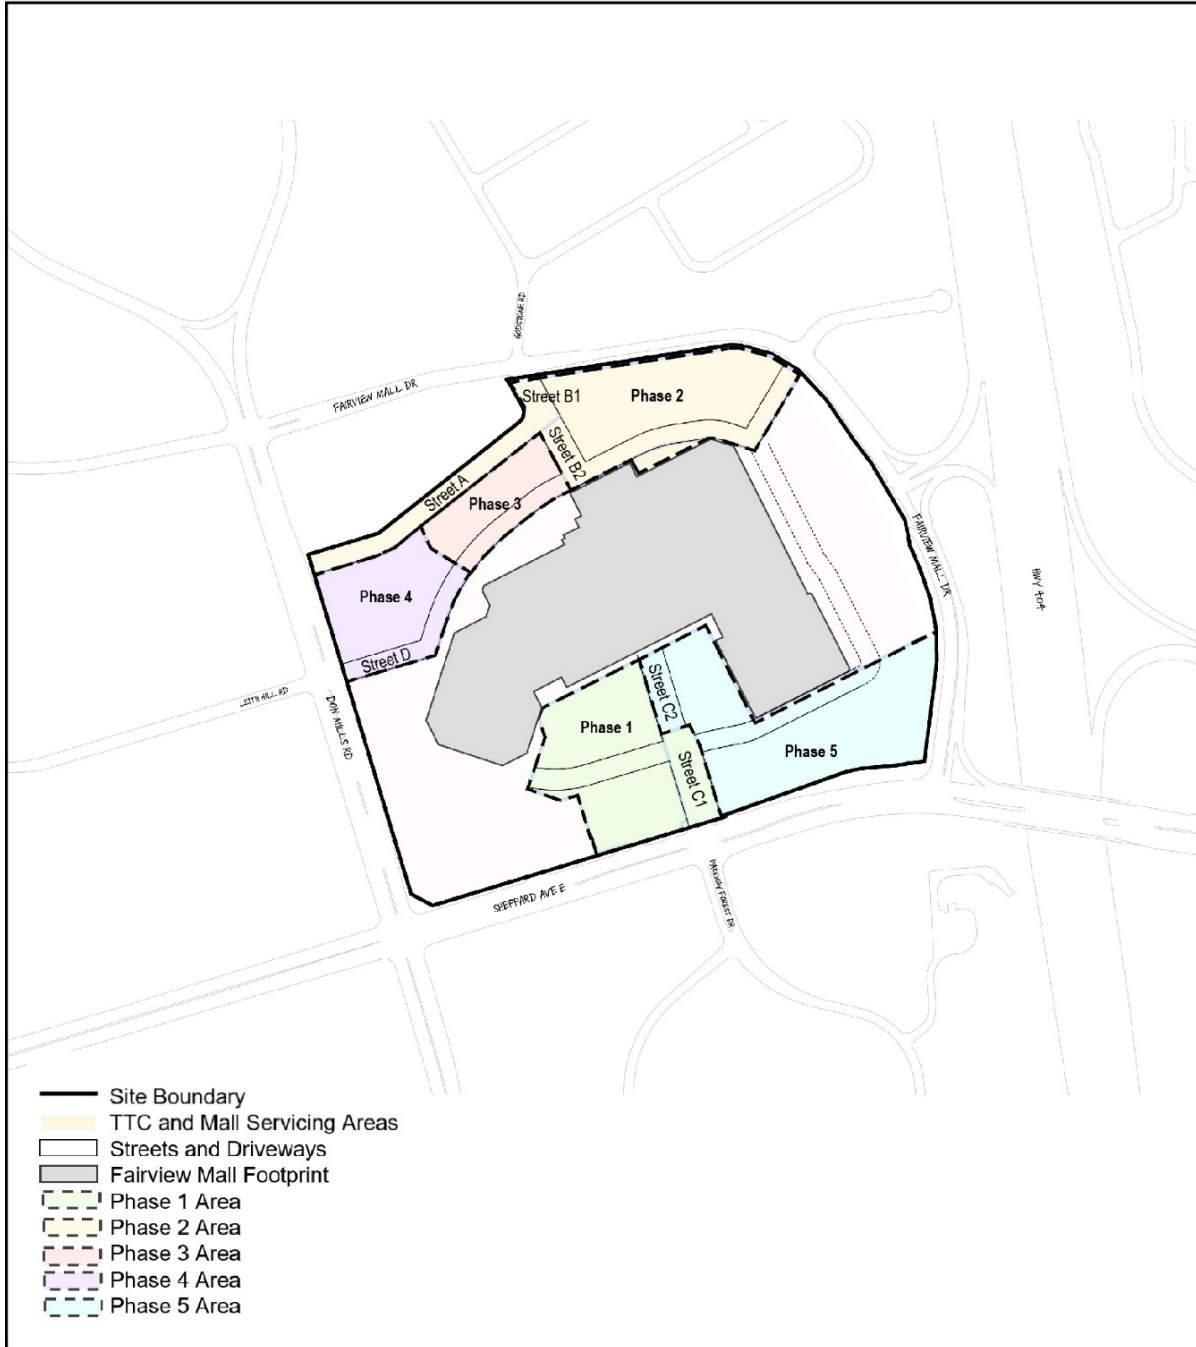 GODSTONE RD
FAIRVIEW MALL DR
Street B1
Phase 2
Street B2
Street A
Phase 3
FAIRVIEW MALL DR
HWY 404
Phase 4
Street D
LEITH HILL RD
DON MILLS RD
Street C2
Phase 1
Phase 5
Street C1
SHEPPARD AVE E
PARKWAY FOREST DR
Site Boundary
TTC and Mall Servicing Areas
Streets and Driveways
Fairview Mall Footprint
Phase 1 Area
Phase 2 Area
Phase 3 Area
Phase 4 Area
Phase 5 Area